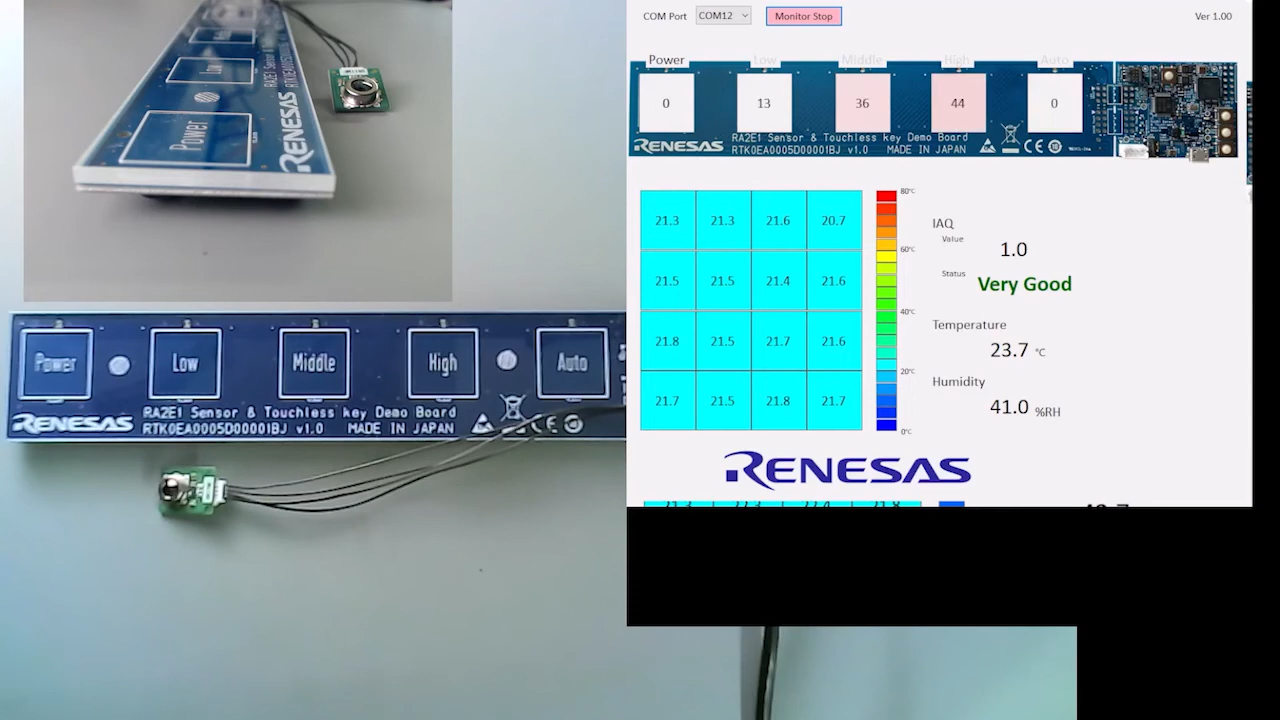 Low
Power
RA2E1 Sensor
RENESAS
COM Port COM12 Monitor Stop Ver 1.00
Power Low Middle High Auto
0 13 36 44 0
RENESAS RA2E1 Sensor & Touchless key Demo Board
RTK0EA0005D00001BJ v1.0 MADE IN JAPAN
21.3 21.3 21.6 20.7
21.5 21.5 21.4 21.6
21.8 21.5 21.7 21.6
21.7 21.5 21.8 21.7
80°C
60°C
40°C
20°C
0°C
IAQ
Value
1.0
Status
Very Good
Temperature
23.7 °C
Humidity
41.0 %RH
RENESAS
Power Low Middle High Auto
RENESAS RA2E1 Sensor & Touchless key Demo Board
RTK0EA0005D00001BJ v1.0 MADE IN JAPAN